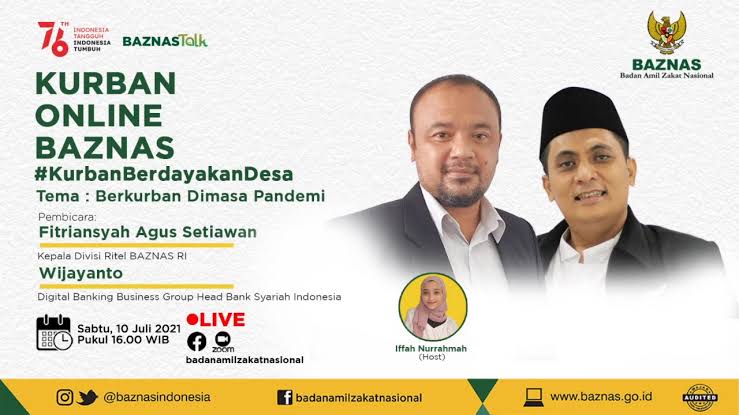 76TH
INDONESIA
TANGGUH
INDONESIA
TUMBUH
BAZNASTalk
BAZNAS
Badan Amil Zakat Nasional
KURBAN
ONLINE
BAZNAS
#KurbanBerdayakanDesa
Tema : Berkurban Dimasa Pandemi
Pembicara:
Fitriansyah Agus Setiawan
Kepala Divisi Ritel BAZNAS RI
Wijayanto
Digital Banking Business Group Head Bank Syariah Indonesia
Sabtu, 10 Juli 2021
Pukul 16.00 WIB
LIVE
zoom
badanamilzakatnasional
Iffah Nurrahmah
(Host)
@baznasindonesia
badanamilzakatnasional
www.baznas.go.id
AUDITED